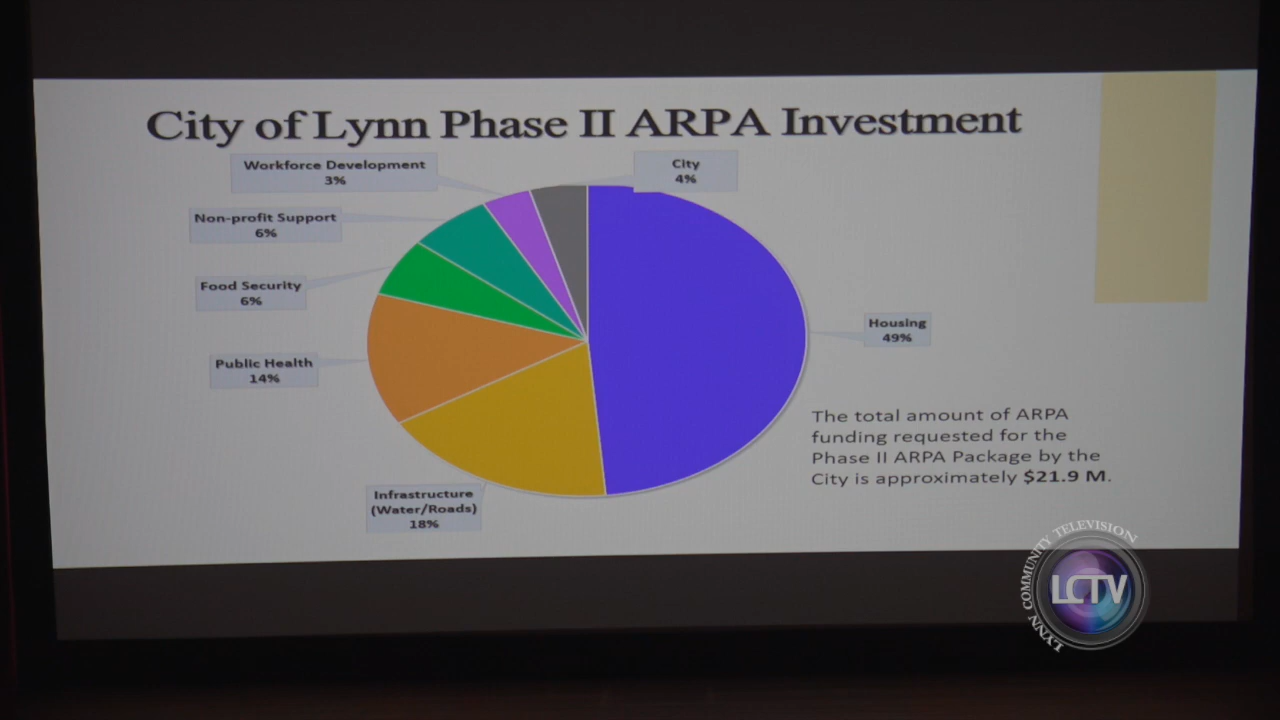 City of Lynn Phase II ARPA Investment
Workforce Development
3%
City
4%
Non-profit Support
6%
Food Security
6%
Housing
49%
Public Health
14%
The total amount of ARPA
funding requested for the
Phase II ARPA Package by the
City is approximately $21.9 M.
Infrastructure
(Water/Roads)
18%
LYNN COMMUNITY TELEVISION
LCTV